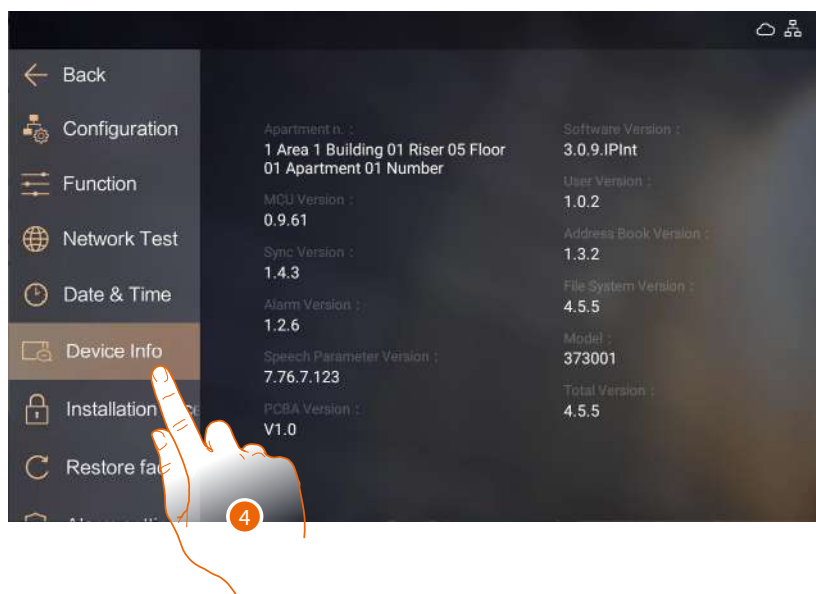 Back
Configuration
Function
Network Test
Date & Time
Device Info
Installation
Restore fac
Apartment n. :
1 Area 1 Building 01 Riser 05 Floor
01 Apartment 01 Number
MCU Version :
0.9.61
Sync Version :
1.4.3
Alarm Version :
1.2.6
Speech Parameter Version :
7.76.7.123
PCBA Version :
V1.0
Software Version :
3.0.9.IPInt
User Version :
1.0.2
Address Book Version :
1.3.2
File System Version :
4.5.5
Model :
373001
Total Version :
4.5.5
4